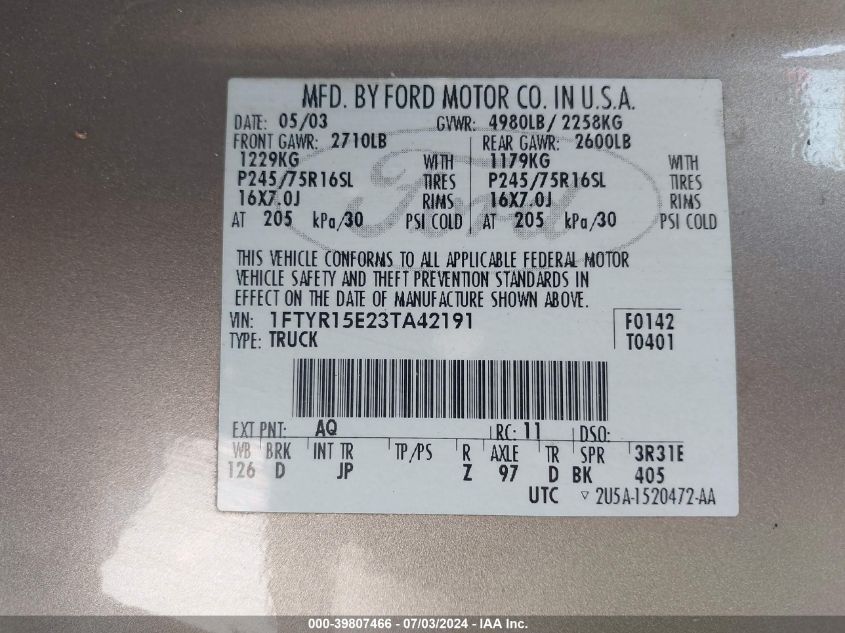 MFD. BY FORD MOTOR CO. IN U.S.A.
DATE: 05/03 GVWR: 4980LB/ 2258KG
FRONT GAWR: 2710LB REAR GAWR: 2600LB
1229KG WITH 1179KG WITH
P245/75R16SL TIRES P245/75R16SL TIRES
16X7.0J RIMS 16X7.0J RIMS
AT 205 kPa/30 PSI COLD AT 205 kPa/30 PSI COLD
Ford
THIS VEHICLE CONFORMS TO ALL APPLICABLE FEDERAL MOTOR
VEHICLE SAFETY AND THEFT PREVENTION STANDARDS IN
EFFECT ON THE DATE OF MANUFACTURE SHOWN ABOVE.
VIN: 1FTYR15E23TA42191 F0142
TYPE: TRUCK T0401
EXT PNT: AQ RC: 11 DSO:
WB BRK INT TR TP/PS R AXLE TR SPR 3R31E
126 D JP Z 97 D BK 405
UTC ▽ 2U5A-1520472-AA
000-39807466 - 07/03/2024 - IAA Inc.